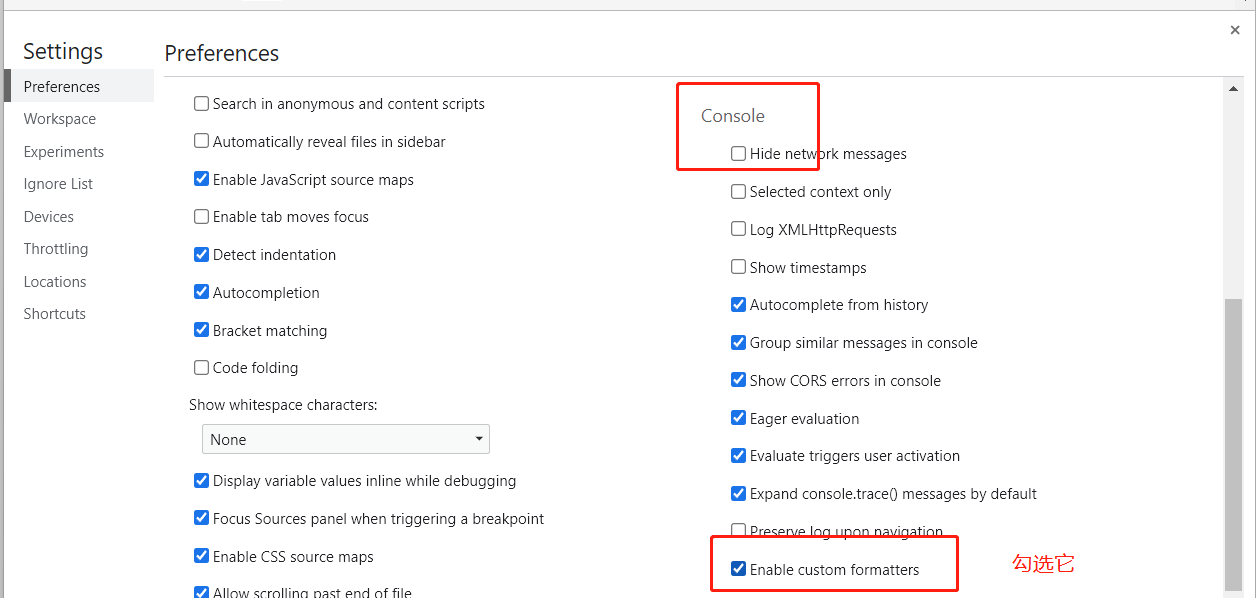 Settings
Preferences
Workspace
Experiments
Ignore List
Devices
Throttling
Locations
Shortcuts
Preferences
Search in anonymous and content scripts
Automatically reveal files in sidebar
Enable JavaScript source maps
Enable tab moves focus
Detect indentation
Autocompletion
Bracket matching
Code folding
Show whitespace characters:
None
Display variable values inline while debugging
Focus Sources panel when triggering a breakpoint
Enable CSS source maps
Allow scrolling past end of file
Console
Hide network messages
Selected context only
Log XMLHttpRequests
Show timestamps
Autocomplete from history
Group similar messages in console
Show CORS errors in console
Eager evaluation
Evaluate triggers user activation
Expand console.trace() messages by default
Preserve log upon navigation
Enable custom formatters
勾选它